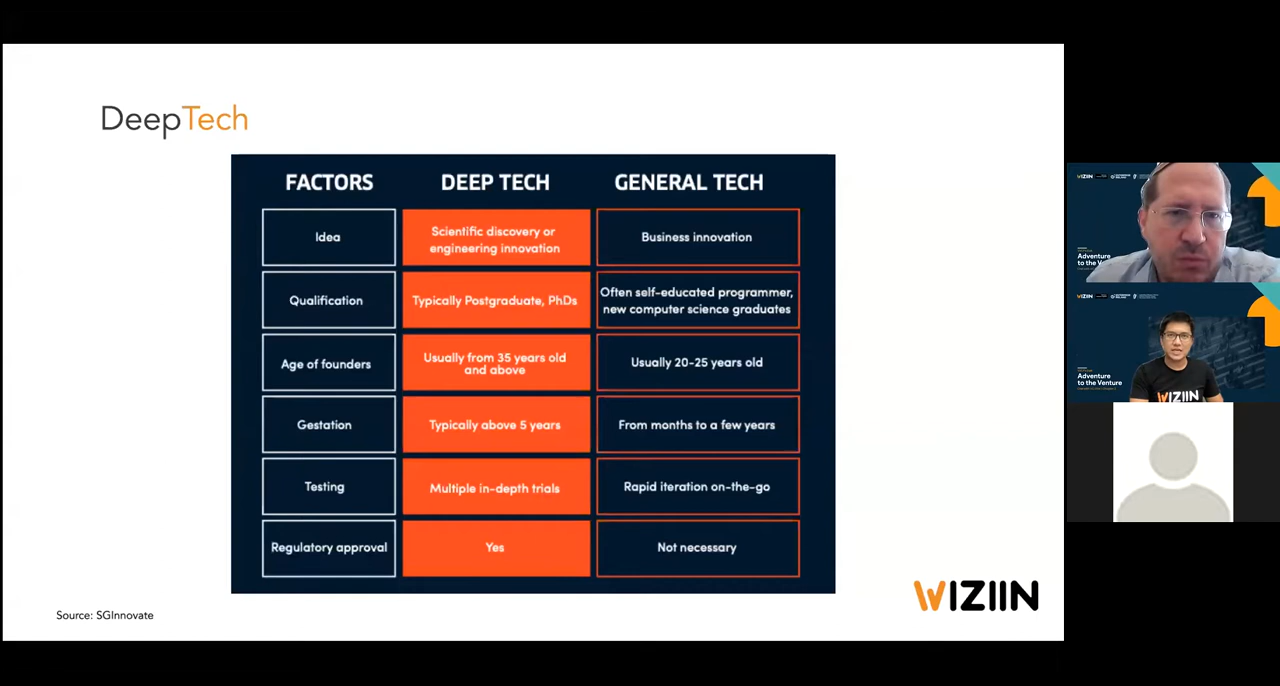 DeepTech
FACTORS
DEEP TECH
GENERAL TECH
Idea
Scientific discovery or
engineering innovation
Business innovation
Qualification
Typically Postgraduate, PhDs
Often self-educated programmer,
new computer science graduates
Age of founders
Usually from 35 years old
and above
Usually 20-25 years old
Gestation
Typically above 5 years
From months to a few years
Testing
Multiple in-depth trials
Rapid iteration on-the-go
Regulatory approval
Yes
Not necessary
Source: SGInnovate
WIZIIN
WIZIIN
Adventure
to the Ve
WIZIIN
Adventure
to the Venture
WIZIIN